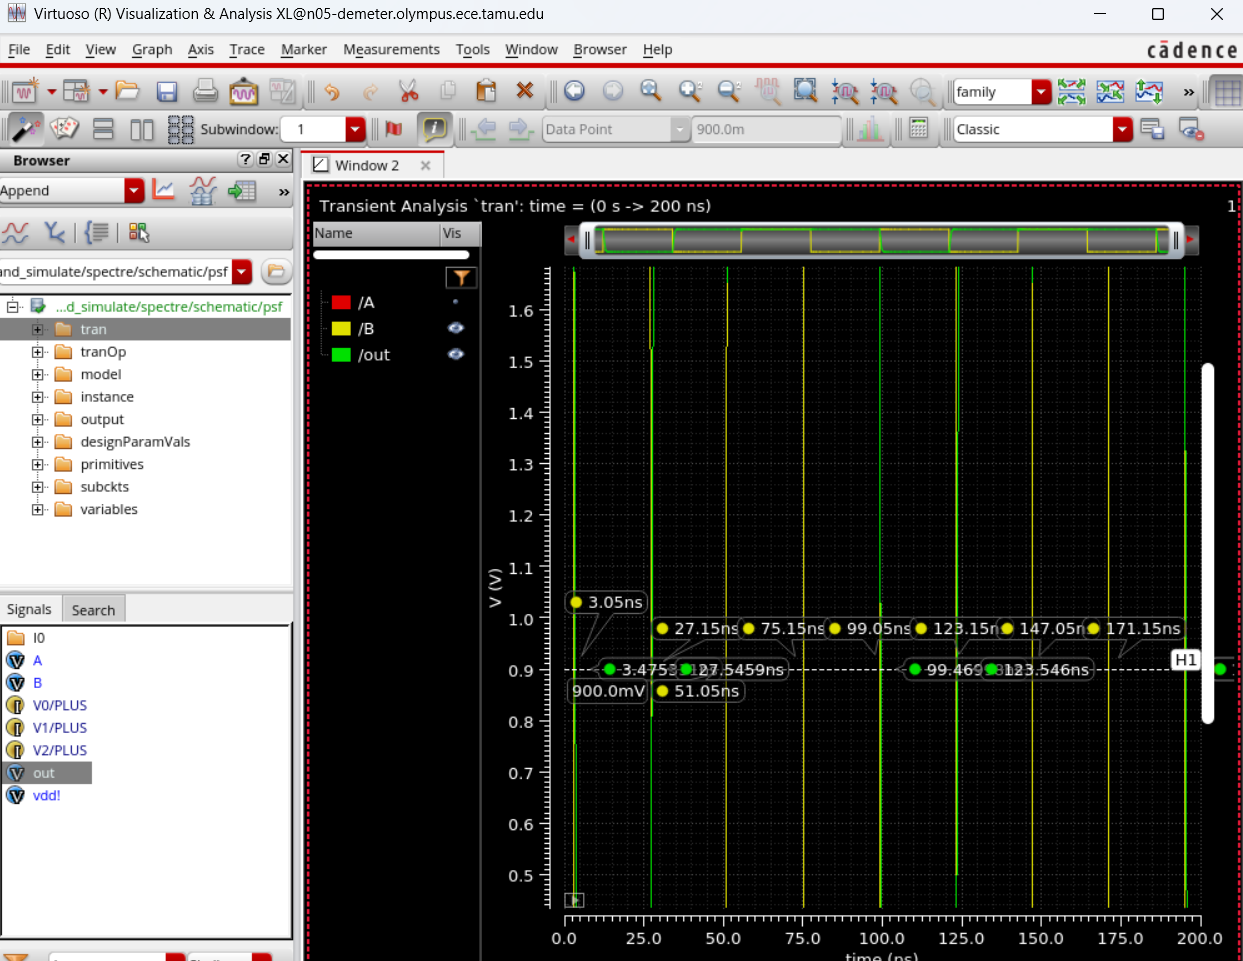 Virtuoso (R) Visualization & Analysis XL@n05-demeter.olympus.ece.tamu.edu
File Edit View Graph Axis Trace Marker Measurements Tools Window Browser Help
cādence
family
»
Subwindow: 1
Data Point
900.0m
Classic
Browser
Window 2
Append
»
Transient Analysis `tran': time = (0 s -> 200 ns)
1
Name Vis
and_simulate/spectre/schematic/psf
...d_simulate/spectre/schematic/psf
tran
tranOp
model
instance
output
designParamVals
primitives
subckts
variables
/A
/B
/out
Signals Search
I0
A
B
V0/PLUS
V1/PLUS
V2/PLUS
out
vdd!
V (V)
1.6
1.5
1.4
1.3
1.2
1.1
1.0
0.9
0.8
0.7
0.6
0.5
3.05ns
27.15ns 75.15ns 99.05ns 123.15ns 147.05ns 171.15ns
H1
27.5459ns 123.546ns
900.0mV 51.05ns
0.0 25.0 50.0 75.0 100.0 125.0 150.0 175.0 200.0
time (ns)